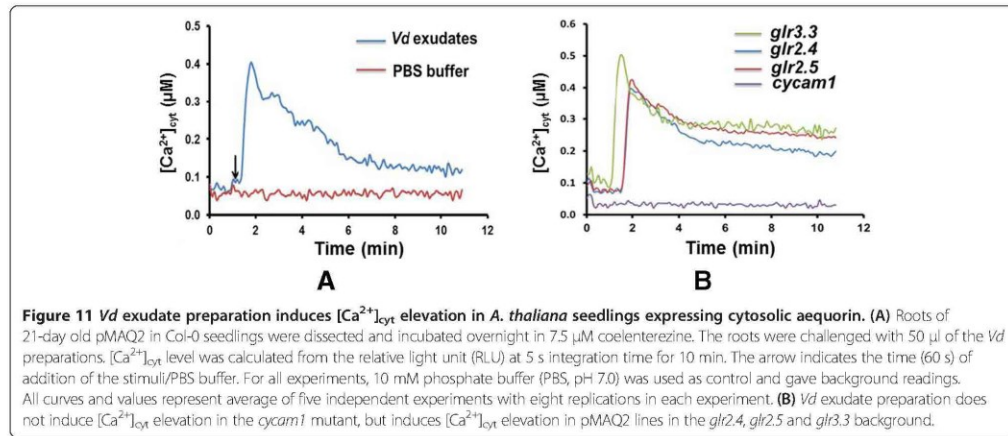 0.5
0.4
0.3
0.2
0.1
0.0
[Ca2+]cyt (µM)
Vd exudates
PBS buffer
0 2 4 6 8 10 12
Time (min)
A
0.6
0.5
0.4
0.3
0.2
0.1
0.0
[Ca2+]cyt (µM)
glr3.3
glr2.4
glr2.5
cycam1
0 2 4 6 8 10 12
Time (min)
B
Figure 11 Vd exudate preparation induces [Ca2+]cyt elevation in A. thaliana seedlings expressing cytosolic aequorin. (A) Roots of
21-day old pMAQ2 in Col-0 seedlings were dissected and incubated overnight in 7.5 µM coelenterezine. The roots were challenged with 50 µl of the Vd
preparations. [Ca2+]cyt level was calculated from the relative light unit (RLU) at 5 s integration time for 10 min. The arrow indicates the time (60 s) of
addition of the stimuli/PBS buffer. For all experiments, 10 mM phosphate buffer (PBS, pH 7.0) was used as control and gave background readings.
All curves and values represent average of five independent experiments with eight replications in each experiment. (B) Vd exudate preparation does
not induce [Ca2+]cyt elevation in the cycam1 mutant, but induces [Ca2+]cyt elevation in pMAQ2 lines in the glr2.4, glr2.5 and glr3.3 background.